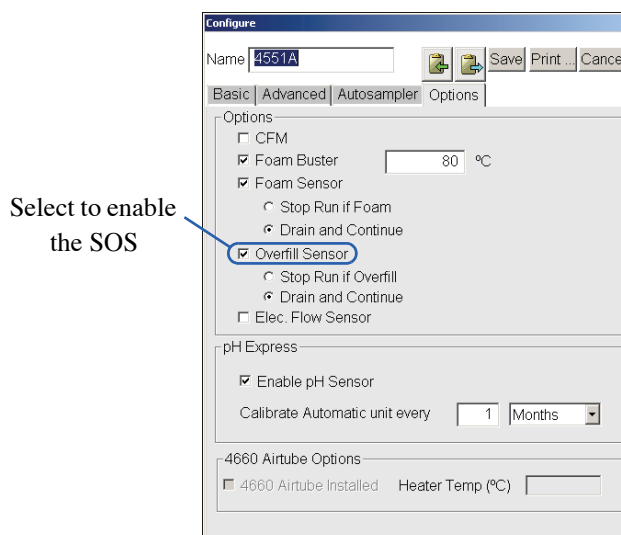 Configure
Name 4551A Save Print ... Cance
Basic Advanced Autosampler Options
Options
CFM
Foam Buster 80 ºC
Foam Sensor
Stop Run if Foam
Drain and Continue
Select to enable
the SOS
Overfill Sensor
Stop Run if Overfill
Drain and Continue
Elec. Flow Sensor
pH Express
Enable pH Sensor
Calibrate Automatic unit every 1 Months
4660 Airtube Options
4660 Airtube Installed Heater Temp (ºC)